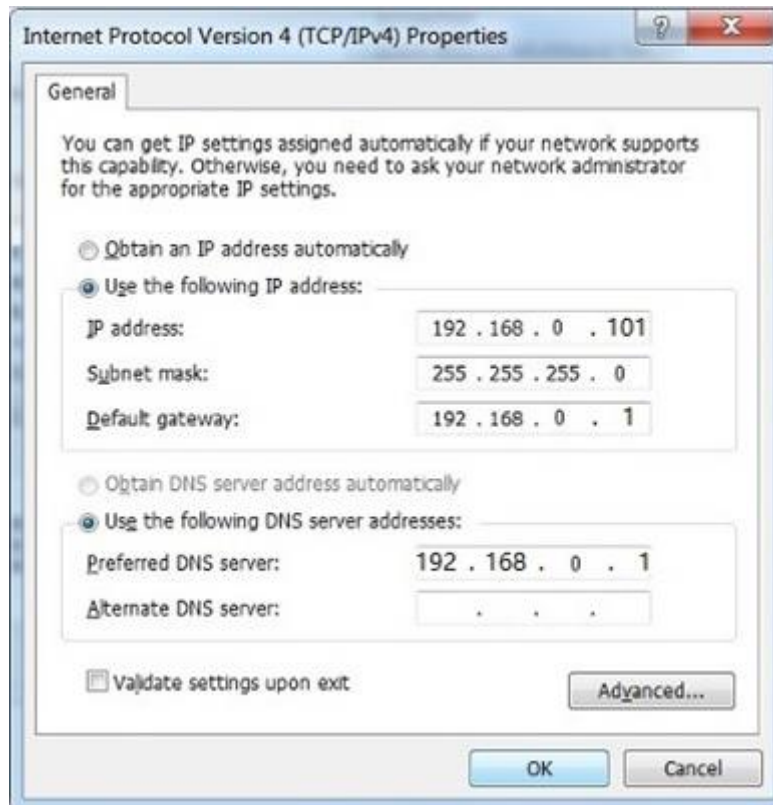 Internet Protocol Version 4 (TCP/IPv4) Properties
General
You can get IP settings assigned automatically if your network supports
this capability. Otherwise, you need to ask your network administrator
for the appropriate IP settings.
Obtain an IP address automatically
Use the following IP address:
IP address: 192 . 168 . 0 . 101
Subnet mask: 255 . 255 . 255 . 0
Default gateway: 192 . 168 . 0 . 1
Obtain DNS server address automatically
Use the following DNS server addresses:
Preferred DNS server: 192 . 168 . 0 . 1
Alternate DNS server: . . .
Validate settings upon exit
Advanced...
OK Cancel